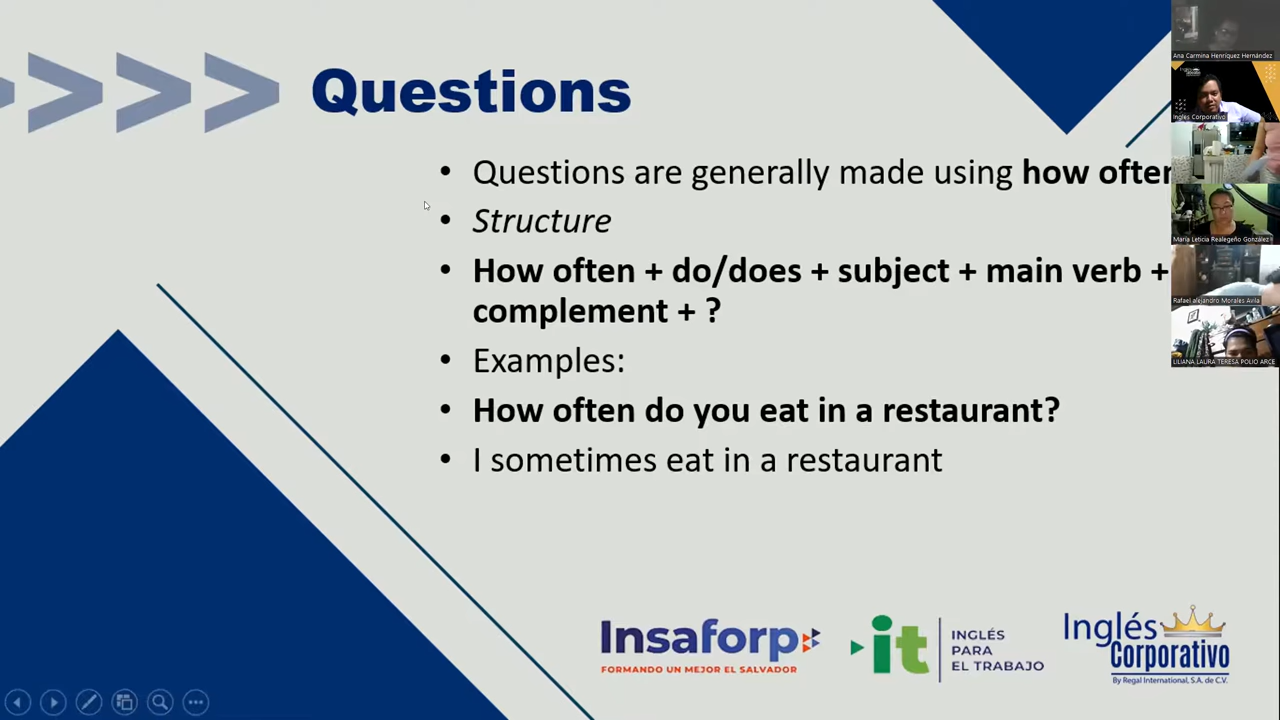 Questions
• Questions are generally made using how often
• Structure
• How often + do/does + subject + main verb +
complement + ?
• Examples:
• How often do you eat in a restaurant?
• I sometimes eat in a restaurant
Insaforp
FORMANDO UN MEJOR EL SALVADOR
it
INGLÉS
PARA
EL TRABAJO
Inglés
Corporativo
By Regal International, S.A. de C.V.
Ana Carmina Henríquez Hernández
Ingles Corporativo
María Leticia Realegeño González
Rafael alejandro Morales Avila
LILIANA LAURA TERESA POLIO ARCE